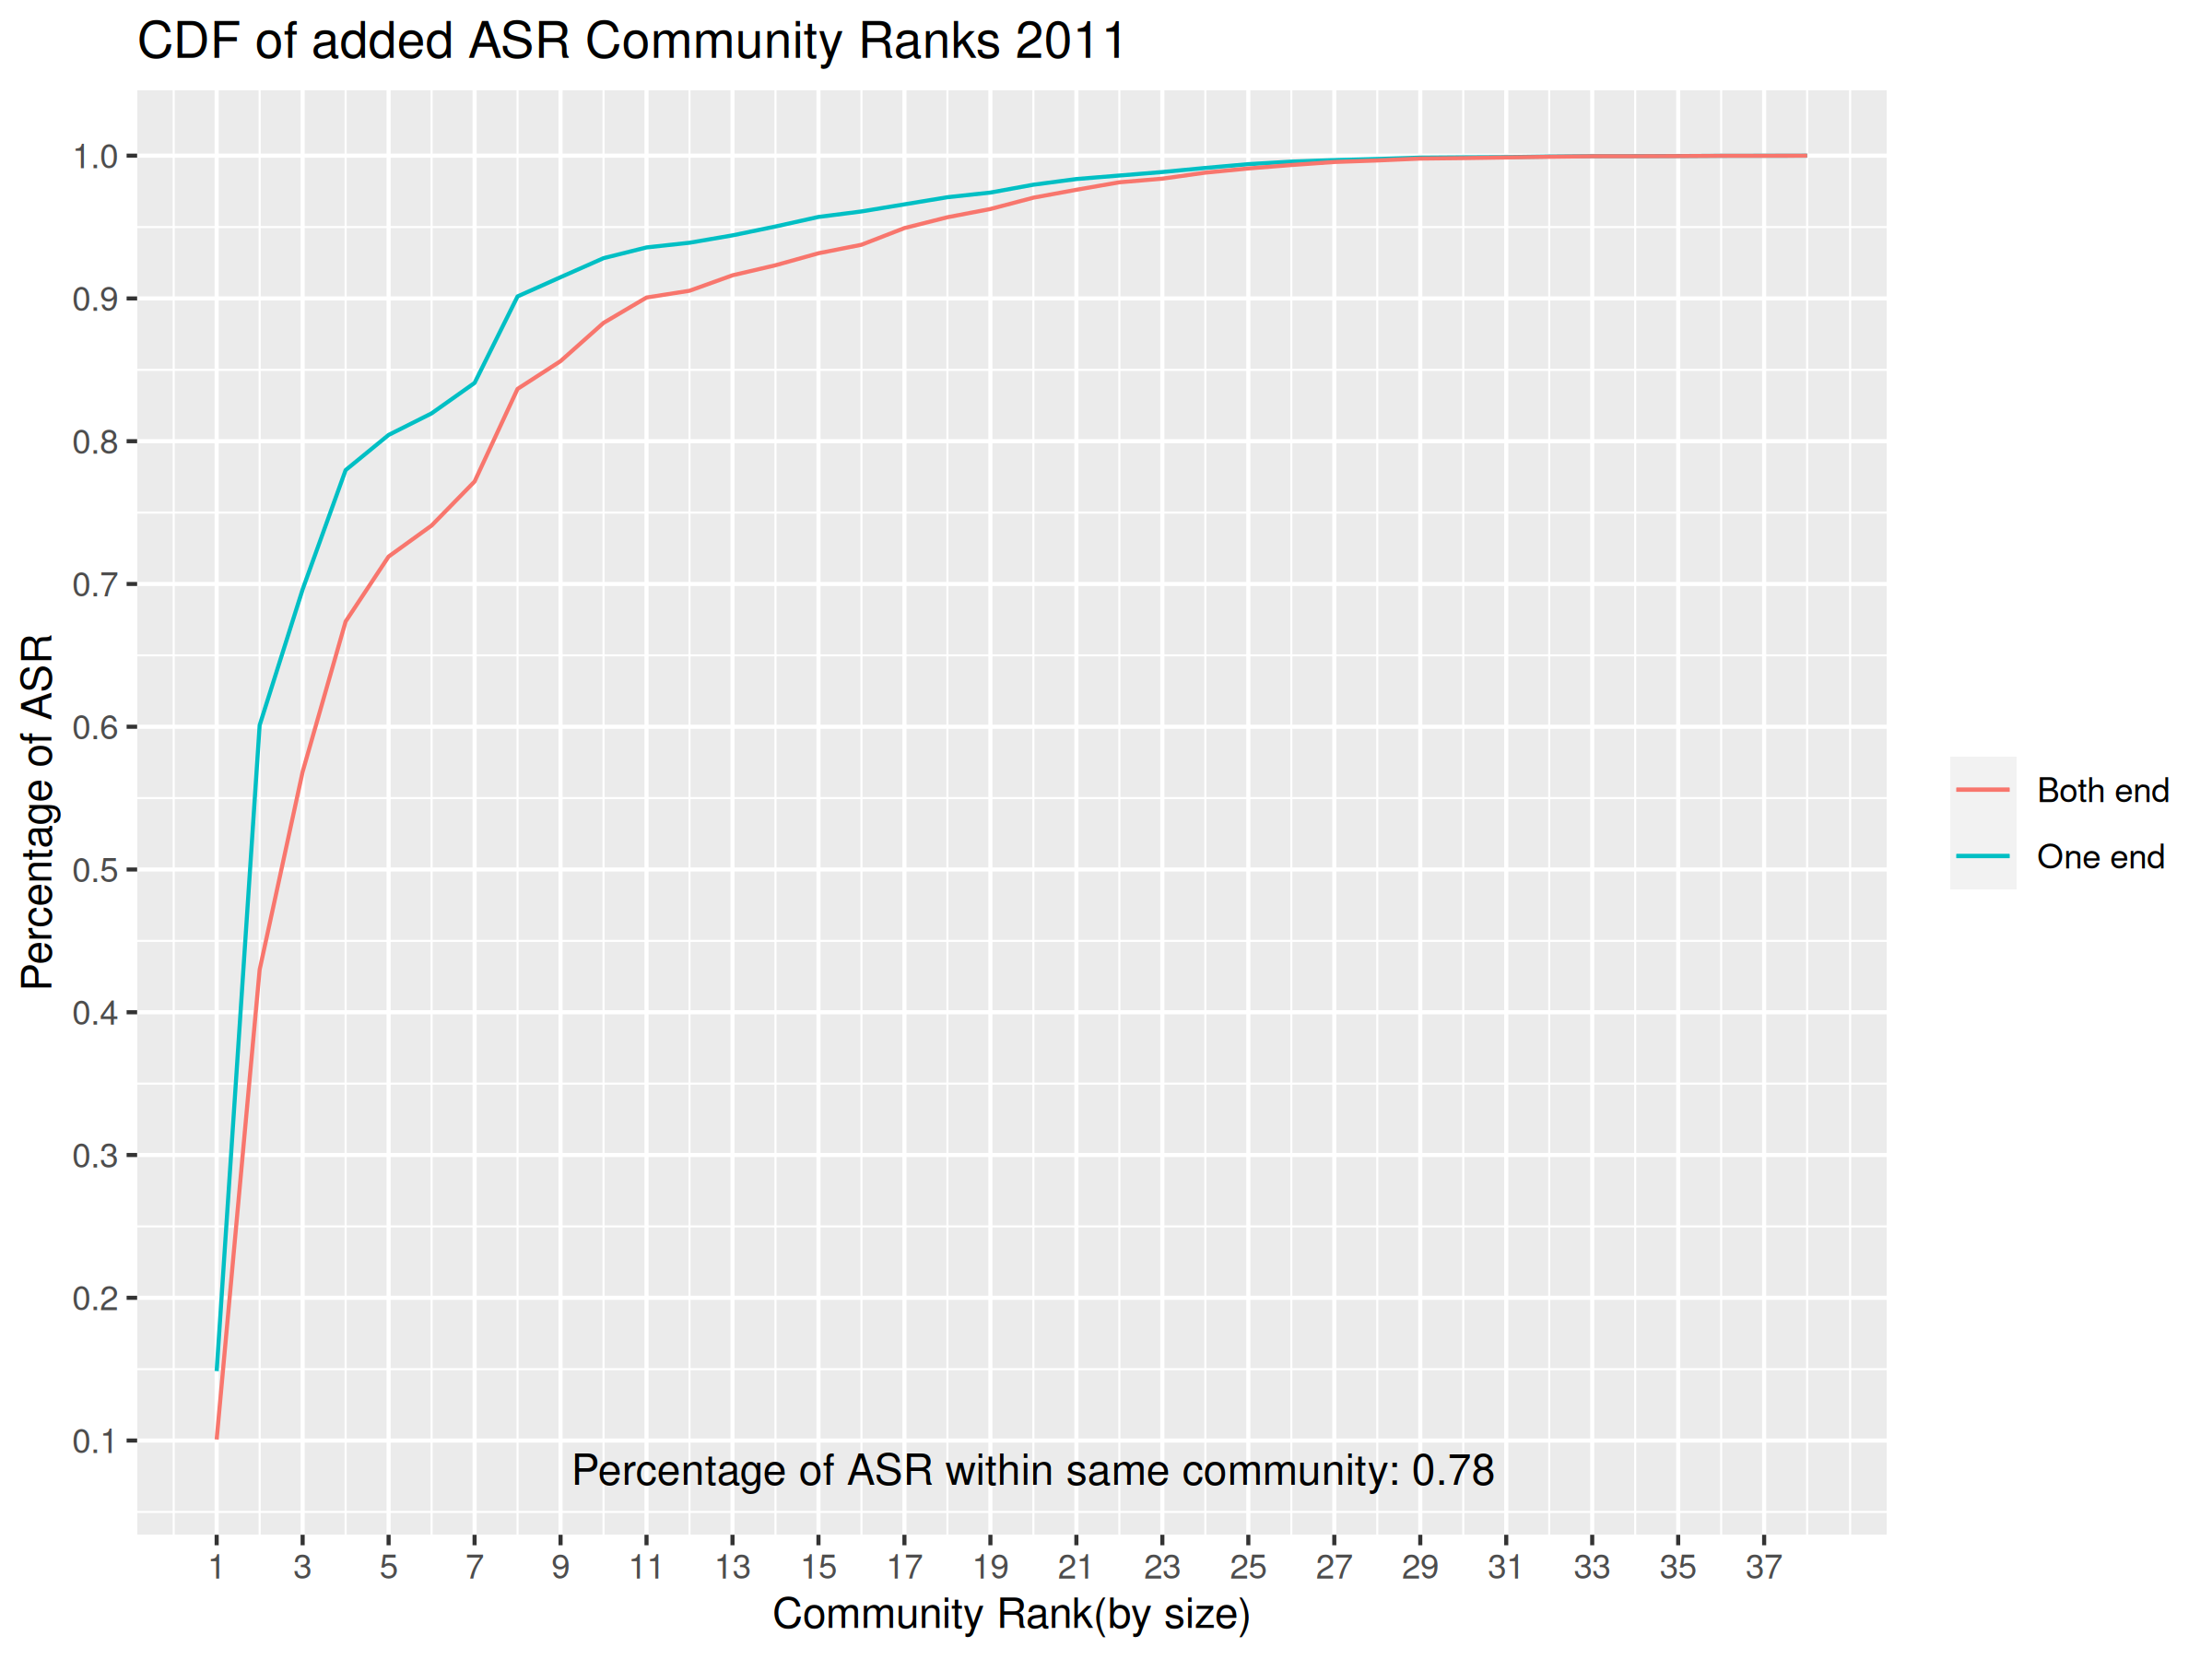 CDF of added ASR Community Ranks 2011
Percentage of ASR
1.0
0.9
0.8
0.7
0.6
0.5
0.4
0.3
0.2
0.1
Percentage of ASR within same community: 0.78
1 3 5 7 9 11 13 15 17 19 21 23 25 27 29 31 33 35 37
Community Rank(by size)
Both end
One end